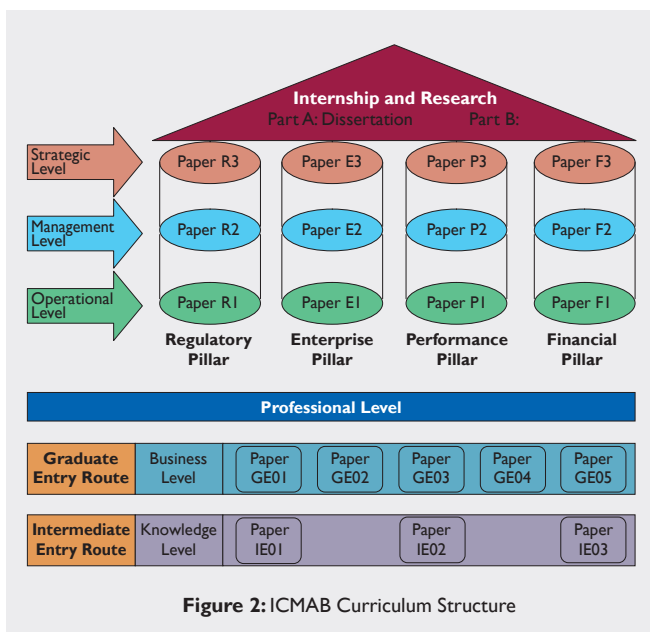 Internship and Research
Part A: Dissertation Part B:
Strategic
Level
Paper R3 Paper E3 Paper P3 Paper F3
Management
Level
Paper R2 Paper E2 Paper P2 Paper F2
Operational
Level
Paper R1 Paper E1 Paper P1 Paper F1
Regulatory
Pillar
Enterprise
Pillar
Performance
Pillar
Financial
Pillar
Professional Level
Graduate
Entry Route
Business
Level
Paper
GE01
Paper
GE02
Paper
GE03
Paper
GE04
Paper
GE05
Intermediate
Entry Route
Knowledge
Level
Paper
IE01
Paper
IE02
Paper
IE03
Figure 2: ICMAB Curriculum Structure